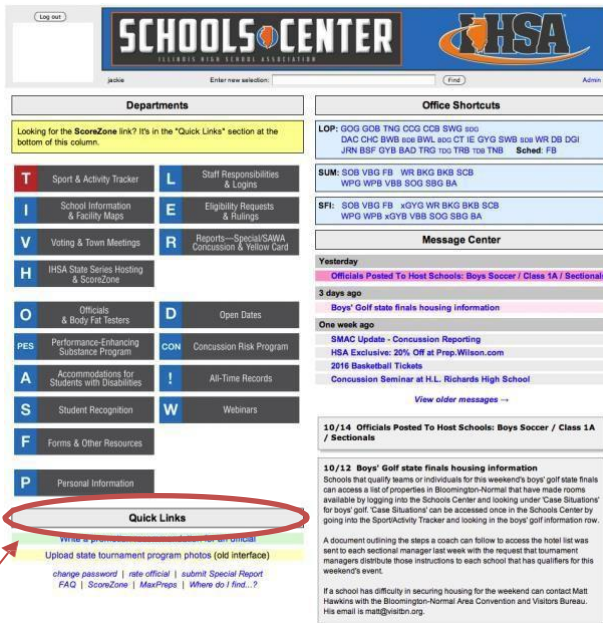 Log out
SCHOOLS CENTER
ILLINOIS HIGH SCHOOL ASSOCIATION
IHSA
jackie
Enter new selection:
Find
Admin
Departments
Looking for the ScoreZone link? It's in the "Quick Links" section at the
bottom of this column.
T Sport & Activity Tracker
L Staff Responsibilities
& Logins
I School Information
& Facility Maps
E Eligibility Requests
& Rulings
V Voting & Town Meetings
R Reports—Special/SAWA
Concussion & Yellow Card
H IHSA State Series Hosting
& ScoreZone
O Officials
& Body Fat Testers
D Open Dates
PES Performance-Enhancing
Substance Program
CON Concussion Risk Program
A Accommodations for
Students with Disabilities
! All-Time Records
S Student Recognition
W Webinars
F Forms & Other Resources
P Personal Information
Quick Links
Write a for an official
Upload state tournament program photos (old interface)
change password | rate official | submit Special Report
FAQ | ScoreZone | MaxPreps | Where do I find...?
Office Shortcuts
LOP: GOG GOB TNG CCG CCB SWG SDG
DAC CHC BWB SDB BWL BDG CT IE GYG SWB SDB WR DB DGI
JRN BSF GYB BAD TRG TDG TRB TDB TNB Sched: FB
SUM: SOB VBG FB WR BKG BKB SCB
WPG WPB VBB SOG SBG BA
SFI: SOB VBG FB xGYG WR BKG BKB SCB
WPG WPB xGYB VBB SOG SBG BA
Message Center
Yesterday
Officials Posted To Host Schools: Boys Soccer / Class 1A / Sectionals
3 days ago
Boys' Golf state finals housing information
One week ago
SMAC Update - Concussion Reporting
HSA Exclusive: 20% Off at Prep.Wilson.com
2016 Basketball Tickets
Concussion Seminar at H.L. Richards High School
View older messages →
10/14 Officials Posted To Host Schools: Boys Soccer / Class 1A
/ Sectionals
10/12 Boys' Golf state finals housing information
Schools that qualify teams or individuals for this weekend's boys' golf state finals
can access a list of properties in Bloomington-Normal that have made rooms
available by logging into the Schools Center and looking under 'Case Situations'
for boys' golf. 'Case Situations' can be accessed once in the Schools Center by
going into the Sport/Activity Tracker and looking in the boys' golf information row.
A document outlining the steps a coach can follow to access the hotel list was
sent to each sectional manager last week with the request that tournament
managers distribute those instructions to each school that has qualifiers for this
weekend's event.
If a school has difficulty in securing housing for the weekend can contact Matt
Hawkins with the Bloomington-Normal Area Convention and Visitors Bureau.
His email is matt@visitbn.org.